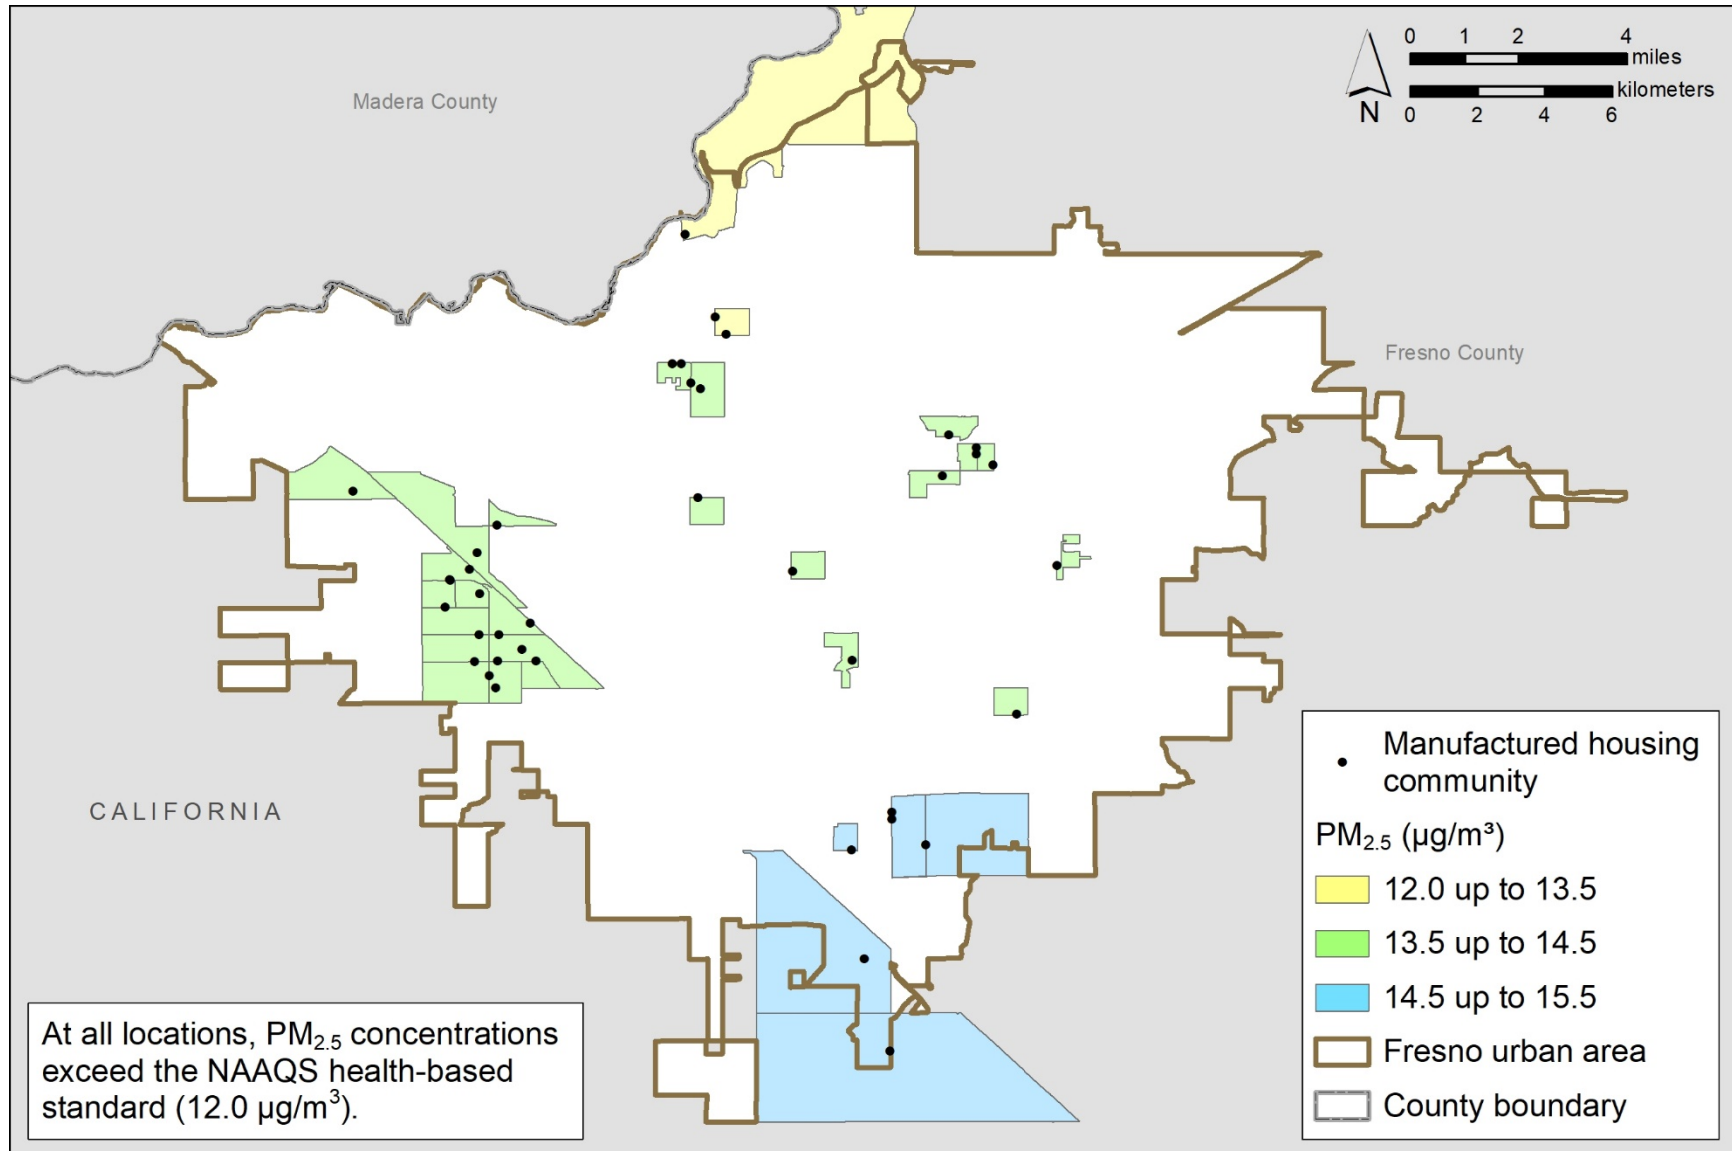 0 1 2 4
miles
kilometers
0 2 4 6
N
Madera County
Fresno County
CALIFORNIA
Manufactured housing
community
PM₂.₅ (µg/m³)
12.0 up to 13.5
13.5 up to 14.5
14.5 up to 15.5
Fresno urban area
County boundary
At all locations, PM₂.₅ concentrations
exceed the NAAQS health-based
standard (12.0 µg/m³).